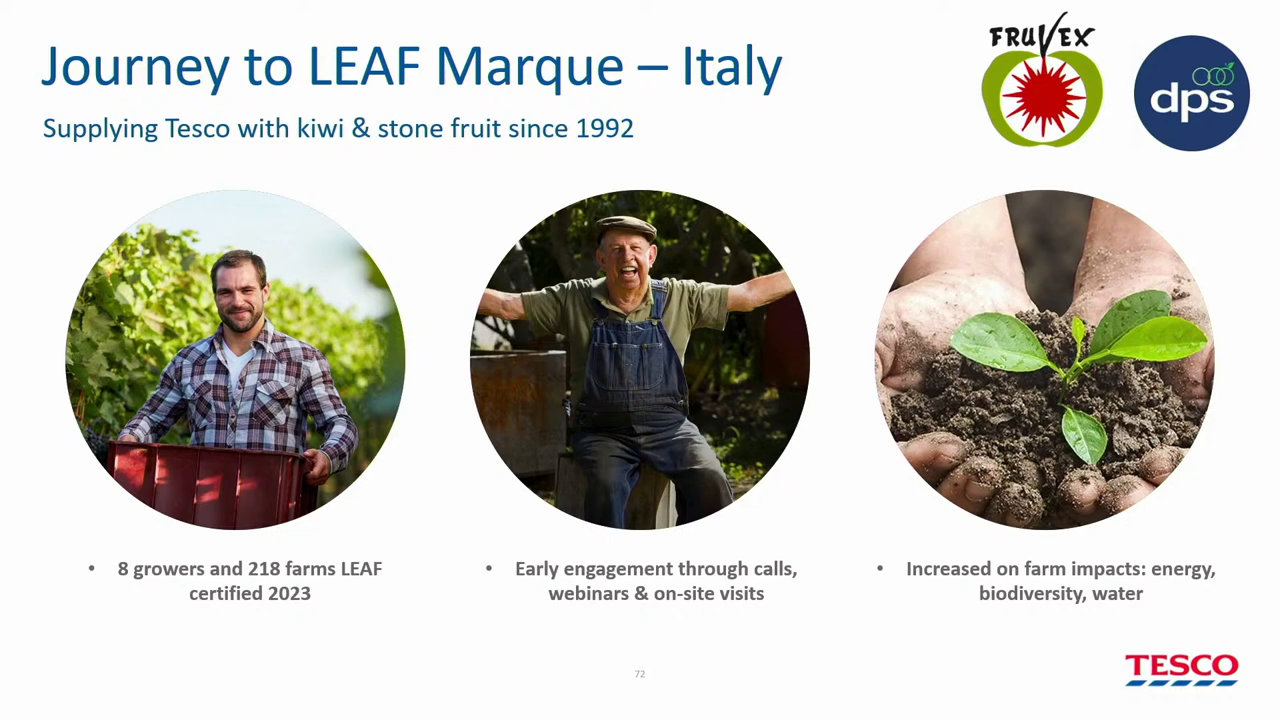 Journey to LEAF Marque – Italy
Supplying Tesco with kiwi & stone fruit since 1992
FRUVEX
dps
• 8 growers and 218 farms LEAF
certified 2023
• Early engagement through calls,
webinars & on-site visits
• Increased on farm impacts: energy,
biodiversity, water
72
TESCO